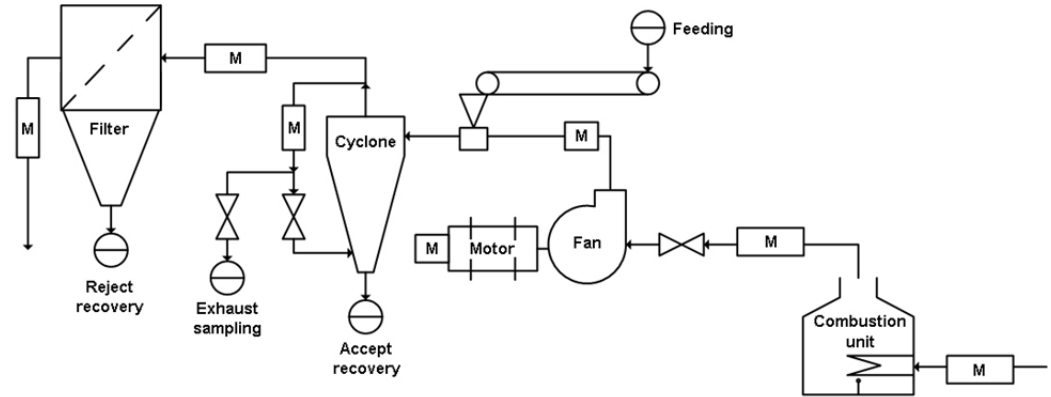 Feeding
M
Filter
M
M
Cyclone
M
M
Motor
Fan
M
Reject
recovery
Exhaust
sampling
Accept
recovery
Combustion
unit
M